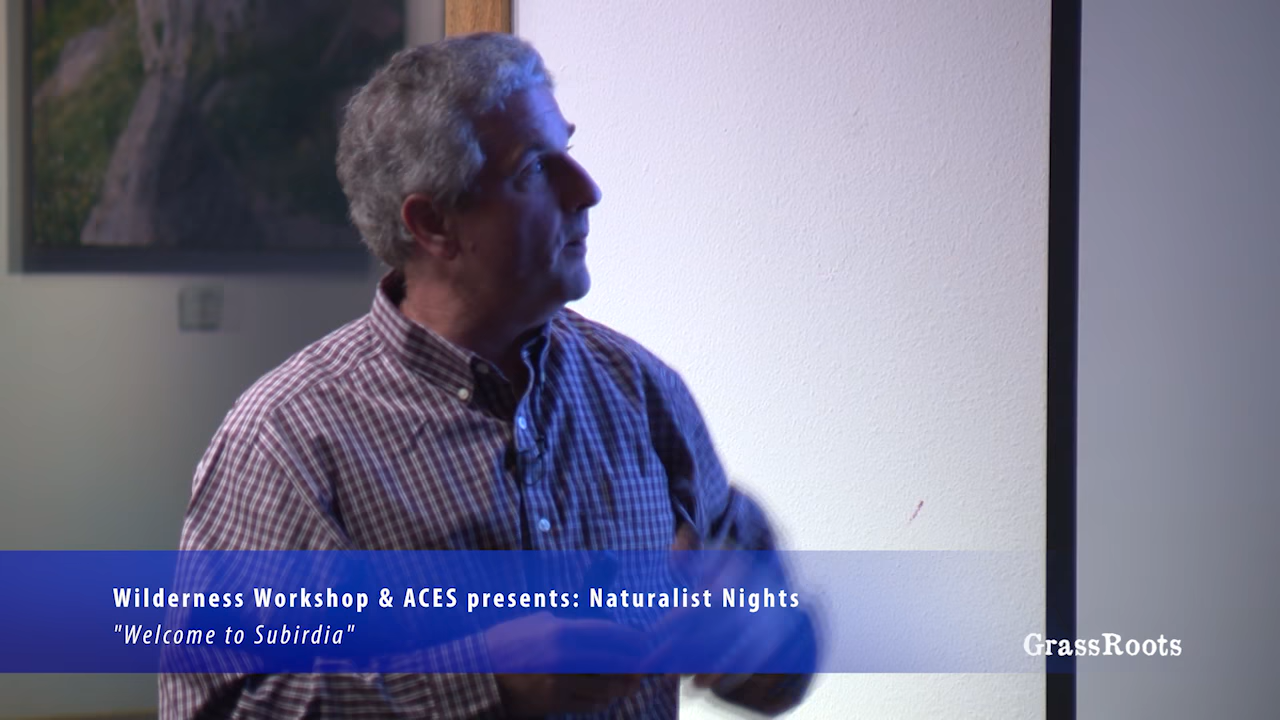 Wilderness Workshop & ACES presents: Naturalist Nights
"Welcome to Subirdia"
GrassRoots